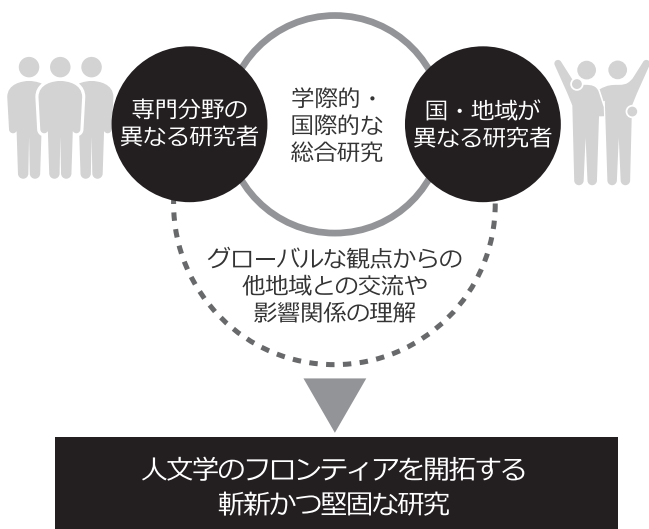 専門分野の
異なる研究者
学際的・
国際的な
総合研究
国・地域が
異なる研究者
グローバルな観点からの
他地域との交流や
影響関係の理解
人文学のフロンティアを開拓する
斬新かつ堅固な研究